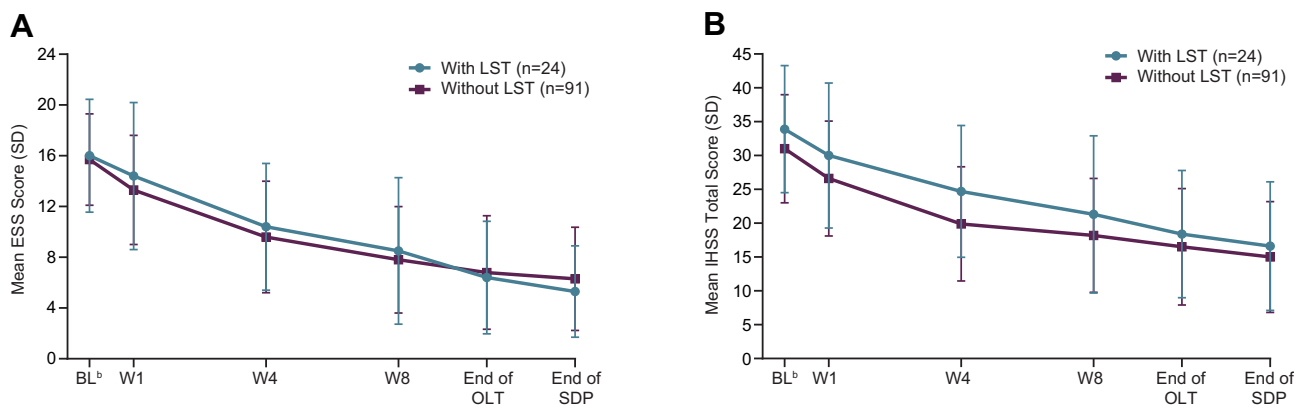 A
24
20
16
12
8
4
0
Mean ESS Score (SD)
With LST (n=24)
Without LST (n=91)
BLᵇ W1 W4 W8 End of OLT End of SDP
B
45
40
35
30
25
20
15
10
5
0
Mean IHSS Total Score (SD)
With LST (n=24)
Without LST (n=91)
BLᵇ W1 W4 W8 End of OLT End of SDP